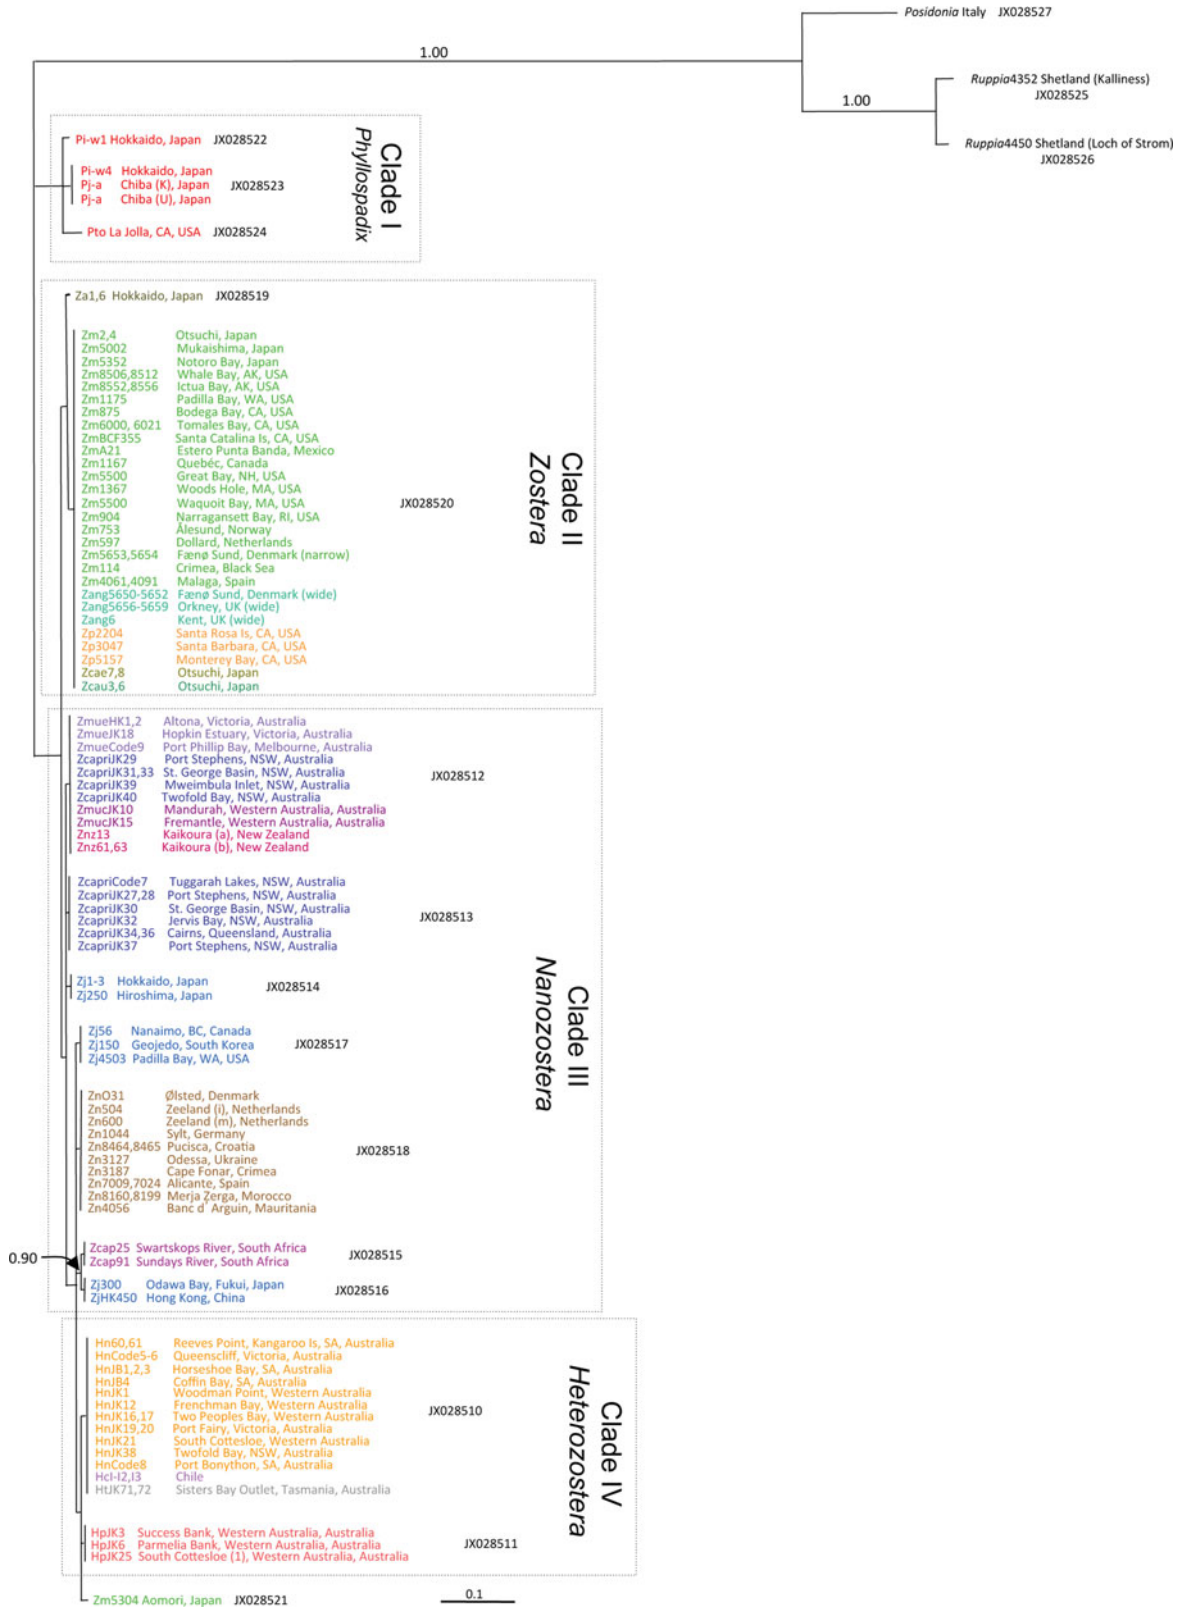 Posidonia Italy JX028527
1.00
Ruppia4352 Shetland (Kalliness)
JX028525
1.00
Ruppia4450 Shetland (Loch of Strom)
JX028526
Clade I
Phyllospadix
Pi-w1 Hokkaido, Japan JX028522
Pi-w4 Hokkaido, Japan
Pj-a Chiba (K), Japan JX028523
Pj-a Chiba (U), Japan
Pto La Jolla, CA, USA JX028524
Clade II
Zostera
Za1,6 Hokkaido, Japan JX028519
Zm2,4 Otsuchi, Japan
Zm5002 Mukaishima, Japan
Zm5352 Notoro Bay, Japan
Zm8506,8512 Whale Bay, AK, USA
Zm8552,8556 Ictua Bay, AK, USA
Zm1175 Padilla Bay, WA, USA
Zm875 Bodega Bay, CA, USA
Zm6000, 6021 Tomales Bay, CA, USA
ZmBCF355 Santa Catalina Is, CA, USA
ZmA21 Estero Punta Banda, Mexico
Zm1167 Quebéc, Canada
Zm5500 Great Bay, NH, USA
Zm1367 Woods Hole, MA, USA
Zm5500 Waquoit Bay, MA, USA JX028520
Zm904 Narragansett Bay, RI, USA
Zm753 Ålesund, Norway
Zm597 Dollard, Netherlands
Zm5653,5654 Fænø Sund, Denmark (narrow)
Zm114 Crimea, Black Sea
Zm4061,4091 Malaga, Spain
Zang5650-5652 Fænø Sund, Denmark (wide)
Zang5656-5659 Orkney, UK (wide)
Zang6 Kent, UK (wide)
Zp2204 Santa Rosa Is, CA, USA
Zp3047 Santa Barbara, CA, USA
Zp5157 Monterey Bay, CA, USA
Zcae7,8 Otsuchi, Japan
Zcau3,6 Otsuchi, Japan
Clade III
Nanozostera
ZmueHK1,2 Altona, Victoria, Australia
ZmueJK18 Hopkin Estuary, Victoria, Australia
ZmueCode9 Port Phillip Bay, Melbourne, Australia
ZcapriJK29 Port Stephens, NSW, Australia
ZcapriJK31,33 St. George Basin, NSW, Australia JX028512
ZcapriJK39 Mweimbula Inlet, NSW, Australia
ZcapriJK40 Twofold Bay, NSW, Australia
ZmucJK10 Mandurah, Western Australia, Australia
ZmucJK15 Fremantle, Western Australia, Australia
Znz13 Kaikoura (a), New Zealand
Znz61,63 Kaikoura (b), New Zealand
ZcapriCode7 Tuggarah Lakes, NSW, Australia
ZcapriJK27,28 Port Stephens, NSW, Australia
ZcapriJK30 St. George Basin, NSW, Australia
ZcapriJK32 Jervis Bay, NSW, Australia JX028513
ZcapriJK34,36 Cairns, Queensland, Australia
ZcapriJK37 Port Stephens, NSW, Australia
Zj1-3 Hokkaido, Japan JX028514
Zj250 Hiroshima, Japan
Zj56 Nanaimo, BC, Canada
Zj150 Geojedo, South Korea JX028517
Zj4503 Padilla Bay, WA, USA
ZnO31 Ølsted, Denmark
Zn504 Zeeland (i), Netherlands
Zn600 Zeeland (m), Netherlands
Zn1044 Sylt, Germany
Zn8464,8465 Pucisca, Croatia JX028518
Zn3127 Odessa, Ukraine
Zn3187 Cape Fonar, Crimea
Zn7009,7024 Alicante, Spain
Zn8160,8199 Merja Zerga, Morocco
Zn4056 Banc d' Arguin, Mauritania
0.90
Zcap25 Swartskops River, South Africa JX028515
Zcap91 Sundays River, South Africa
Zj300 Odawa Bay, Fukui, Japan JX028516
ZjHK450 Hong Kong, China
Clade IV
Heterozostera
Hn60,61 Reeves Point, Kangaroo Is, SA, Australia
HnCode5-6 Queenscliff, Victoria, Australia
HnJB1,2,3 Horseshoe Bay, SA, Australia
HnJB4 Coffin Bay, SA, Australia
HnJK1 Woodman Point, Western Australia
HnJK12 Frenchman Bay, Western Australia JX028510
HnJK16,17 Two Peoples Bay, Western Australia
HnJK19,20 Port Fairy, Victoria, Australia
HnJK21 South Cottesloe, Western Australia
HnJK38 Twofold Bay, NSW, Australia
HnCode8 Port Bonython, SA, Australia
Hcl-I2,I3 Chile
HtJK71,72 Sisters Bay Outlet, Tasmania, Australia
HpJK3 Success Bank, Western Australia, Australia
HpJK6 Parmelia Bank, Western Australia, Australia JX028511
HpJK25 South Cottesloe (1), Western Australia, Australia
Zm5304 Aomori, Japan JX028521
0.1